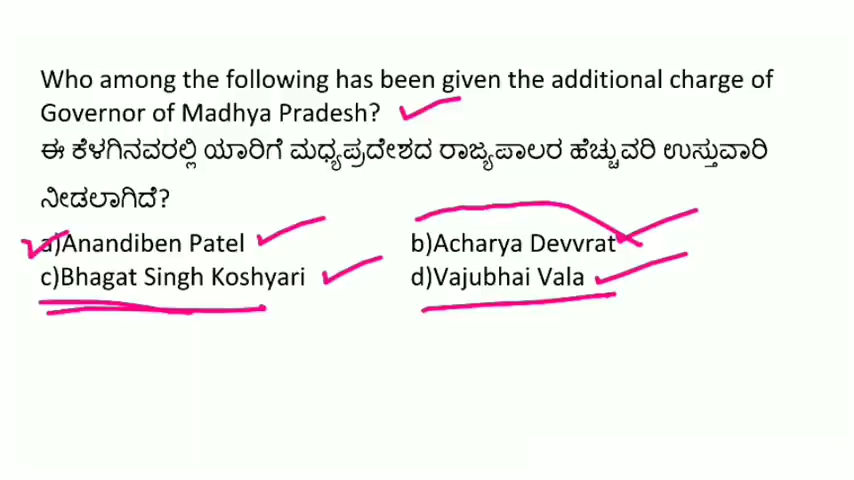 Who among the following has been given the additional charge of
Governor of Madhya Pradesh?
ಈ ಕೆಳಗಿನವರಲ್ಲಿ ಯಾರಿಗೆ ಮಧ್ಯಪ್ರದೇಶದ ರಾಜ್ಯಪಾಲರ ಹೆಚ್ಚುವರಿ ಉಸ್ತುವಾರಿ
ನೀಡಲಾಗಿದೆ?
a)Anandiben Patel b)Acharya Devvrat
c)Bhagat Singh Koshyari d)Vajubhai Vala